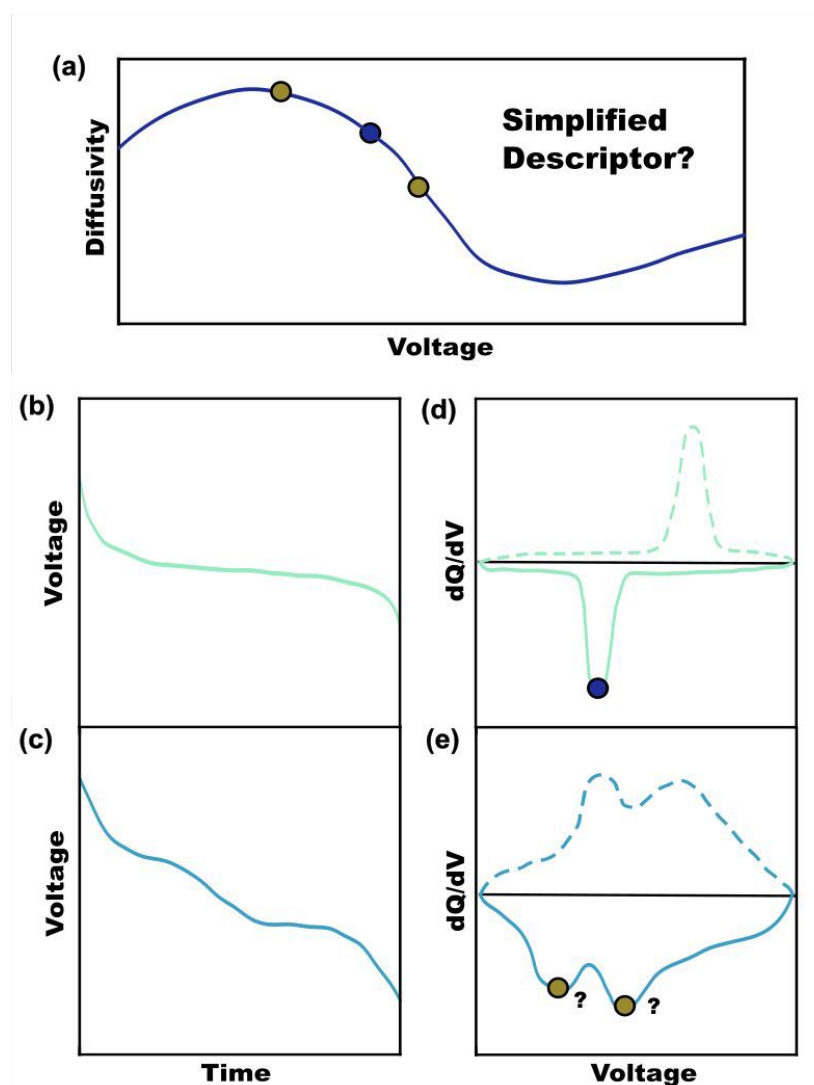 (a)
Diffusivity
Simplified
Descriptor?
Voltage
(b)
Voltage
(d)
dQ/dV
(c)
Voltage
Time
(e)
dQ/dV
?
?
Voltage